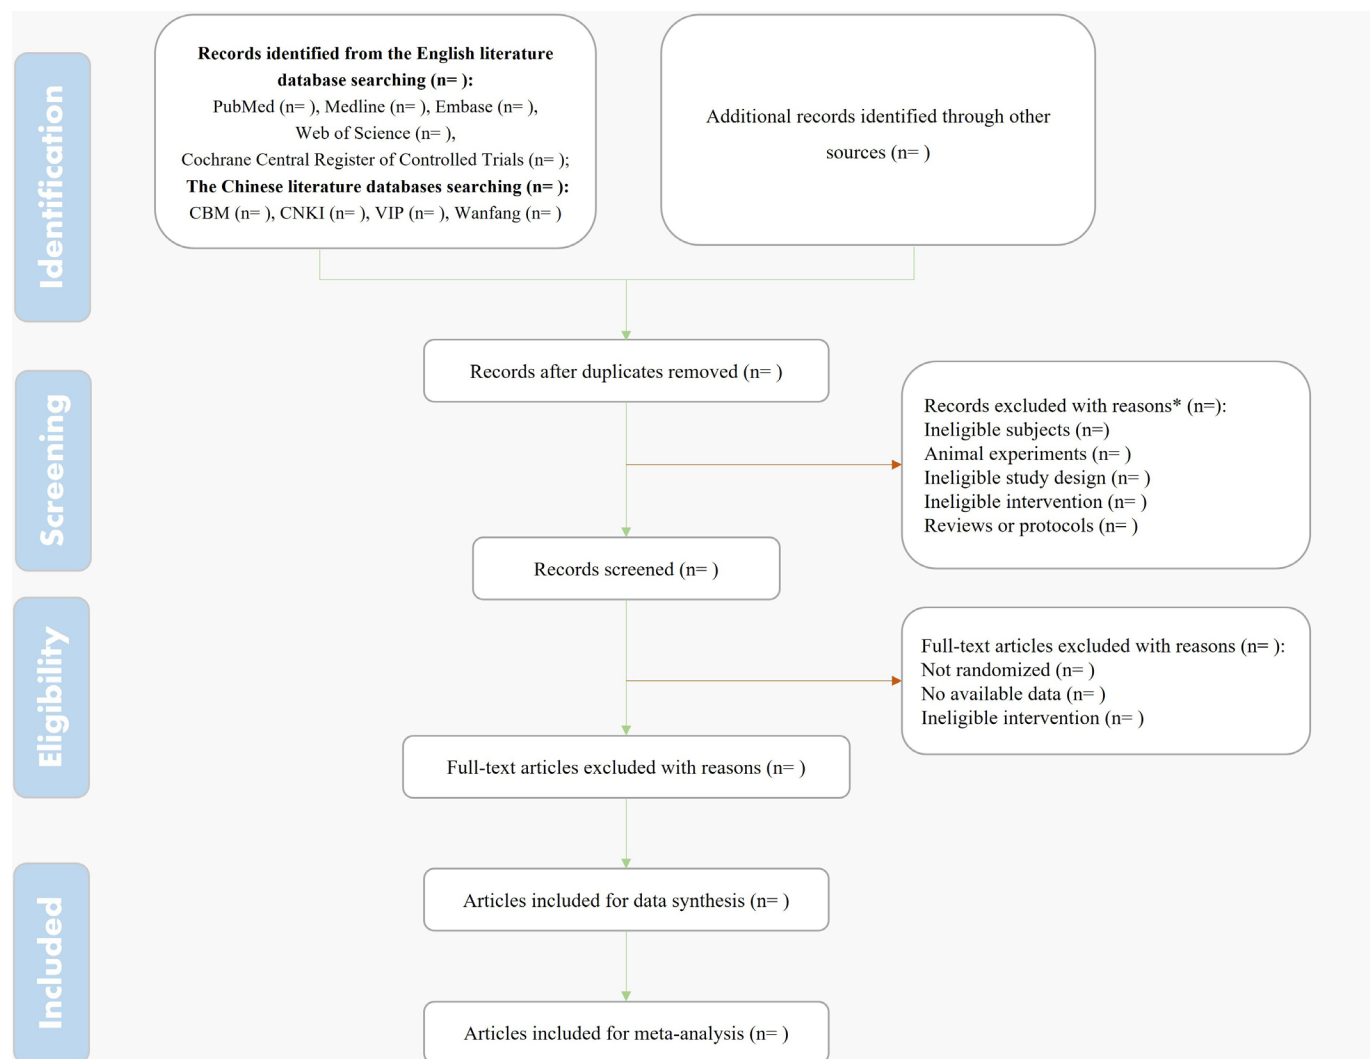 Identification
Records identified from the English literature
database searching (n= ):
PubMed (n= ), Medline (n= ), Embase (n= ),
Web of Science (n= ),
Cochrane Central Register of Controlled Trials (n= );
The Chinese literature databases searching (n= ):
CBM (n= ), CNKI (n= ), VIP (n= ), Wanfang (n= )
Additional records identified through other
sources (n= )
Screening
Records after duplicates removed (n= )
Records excluded with reasons* (n=):
Ineligible subjects (n=)
Animal experiments (n= )
Ineligible study design (n= )
Ineligible intervention (n= )
Reviews or protocols (n= )
Records screened (n= )
Eligibility
Full-text articles excluded with reasons (n= ):
Not randomized (n= )
No available data (n= )
Ineligible intervention (n= )
Full-text articles excluded with reasons (n= )
Included
Articles included for data synthesis (n= )
Articles included for meta-analysis (n= )